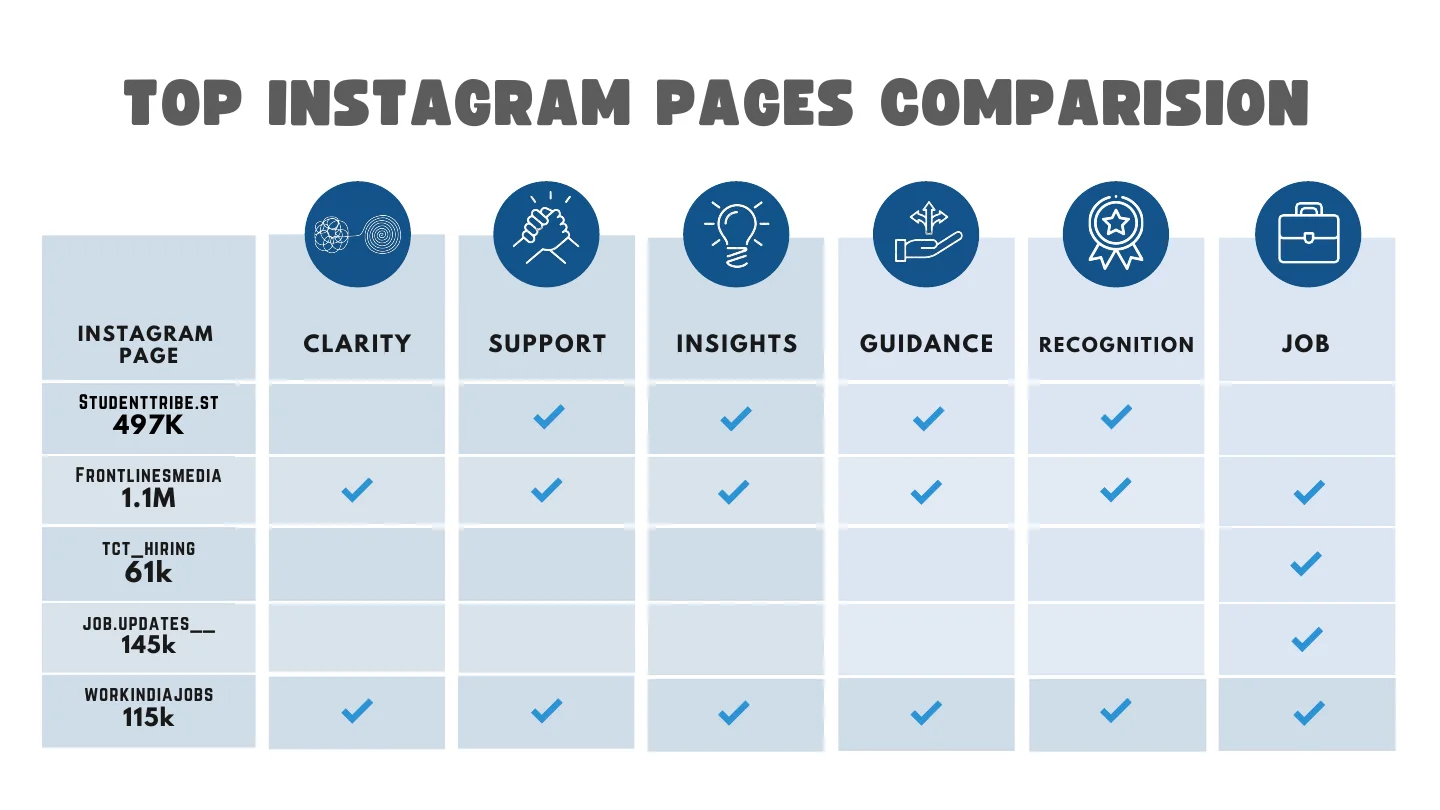 TOP INSTAGRAM PAGES COMPARISION
INSTAGRAM
PAGE
CLARITY
SUPPORT
INSIGHTS
GUIDANCE
RECOGNITION
JOB
STUDENTTRIBE.ST
497K
FRONTLINESMEDIA
1.1M
TCT_HIRING
61k
JOB.UPDATES__
145k
WORKINDIAJOBS
115k